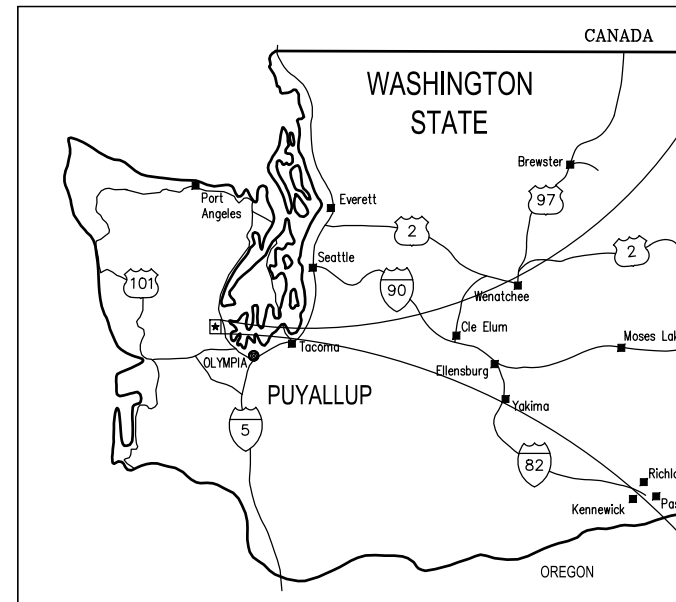 CANADA
WASHINGTON
STATE
Brewster
Port
Angeles
Everett
97
2
2
Seattle
101
90
Wenatchee
Cle Elum
Moses Lak
Tacoma
OLYMPIA
Ellensburg
PUYALLUP
Yakima
5
82
Richla
Kennewick
Pas
OREGON